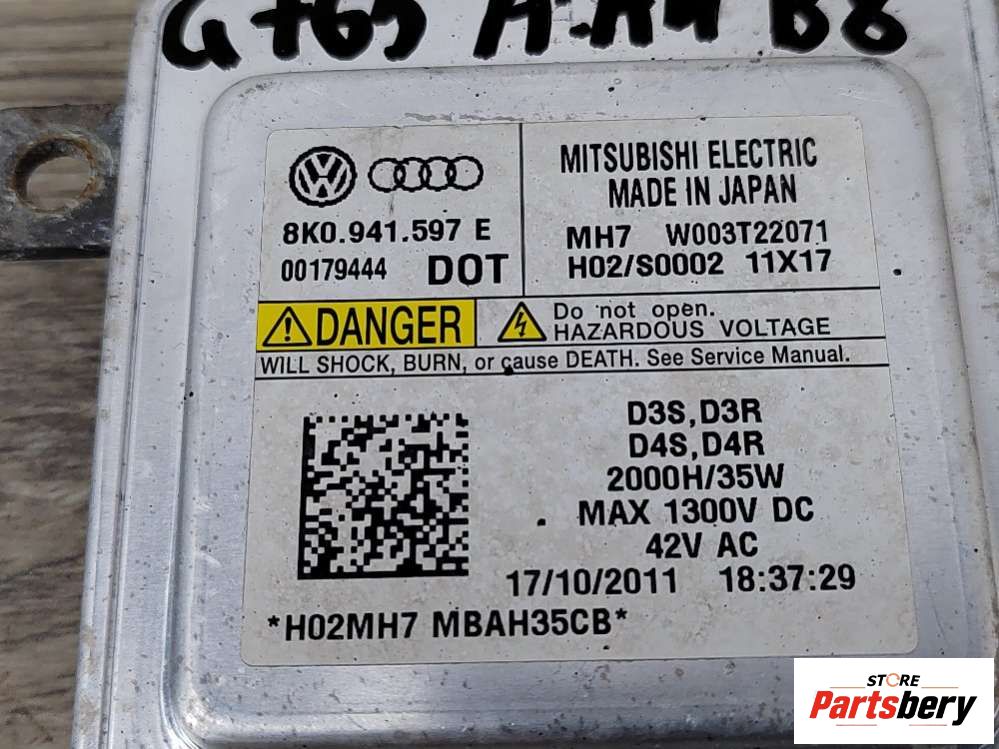 G765 A:A4 B8
8K0.941.597 E
00179444 DOT
MITSUBISHI ELECTRIC
MADE IN JAPAN
MH7 W003T22071
H02/S0002 11X17
DANGER
Do not open.
HAZARDOUS VOLTAGE
WILL SHOCK, BURN, or cause DEATH. See Service Manual.
D3S,D3R
D4S,D4R
2000H/35W
MAX 1300V DC
42V AC
17/10/2011 18:37:29
*H02MH7 MBAH35CB*
STORE
Partsbery